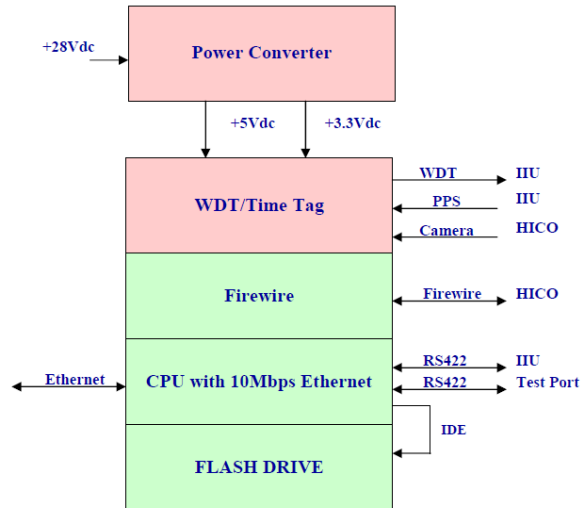 +28Vdc
Power Converter
+5Vdc
+3.3Vdc
WDT/Time Tag
WDT IIU
PPS IIU
Camera HICO
Firewire
Firewire HICO
Ethernet
CPU with 10Mbps Ethernet
RS422 IIU
RS422 Test Port
IDE
FLASH DRIVE